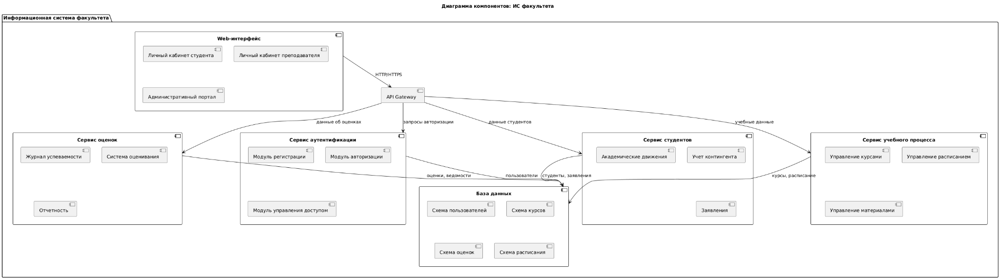 Диаграмма компонентов: ИС факультета
Информационная система факультета
Web-интерфейс
Личный кабинет студента
Личный кабинет преподавателя
Административный портал
HTTP/HTTPS
API Gateway
данные об оценках
запросы авторизации
данные студентов
учебные данные
Сервис оценок
Журнал успеваемости
Система оценивания
Отчетность
Сервис аутентификации
Модуль регистрации
Модуль авторизации
Модуль управления доступом
Сервис студентов
Академические движения
Учет контингента
Заявления
Сервис учебного процесса
Управление курсами
Управление расписанием
Управление материалами
оценки, ведомости
пользователи
студенты, заявления
курсы, расписание
База данных
Схема пользователей
Схема курсов
Схема оценок
Схема расписания